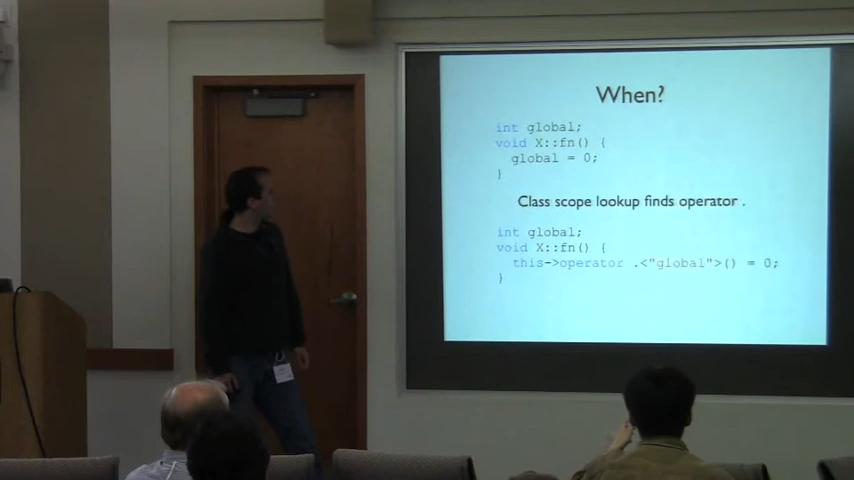 When?
int global;
void X::fn() {
global = 0;
}
Class scope lookup finds operator .
int global;
void X::fn() {
this->operator .<"global">() = 0;
}